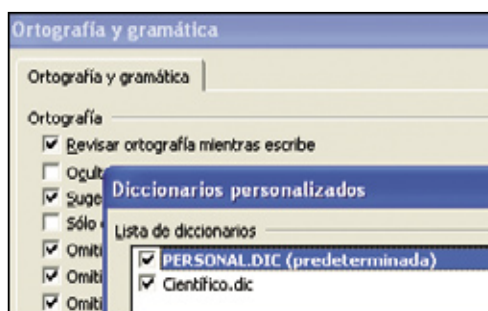 Ortografía y gramática
Ortografía y gramática
Ortografía
Revisar ortografía mientras escribe
Sólo
Diccionarios personalizados
Lista de diccionarios
PERSONAL.DIC (predeterminada)
Científico.dic